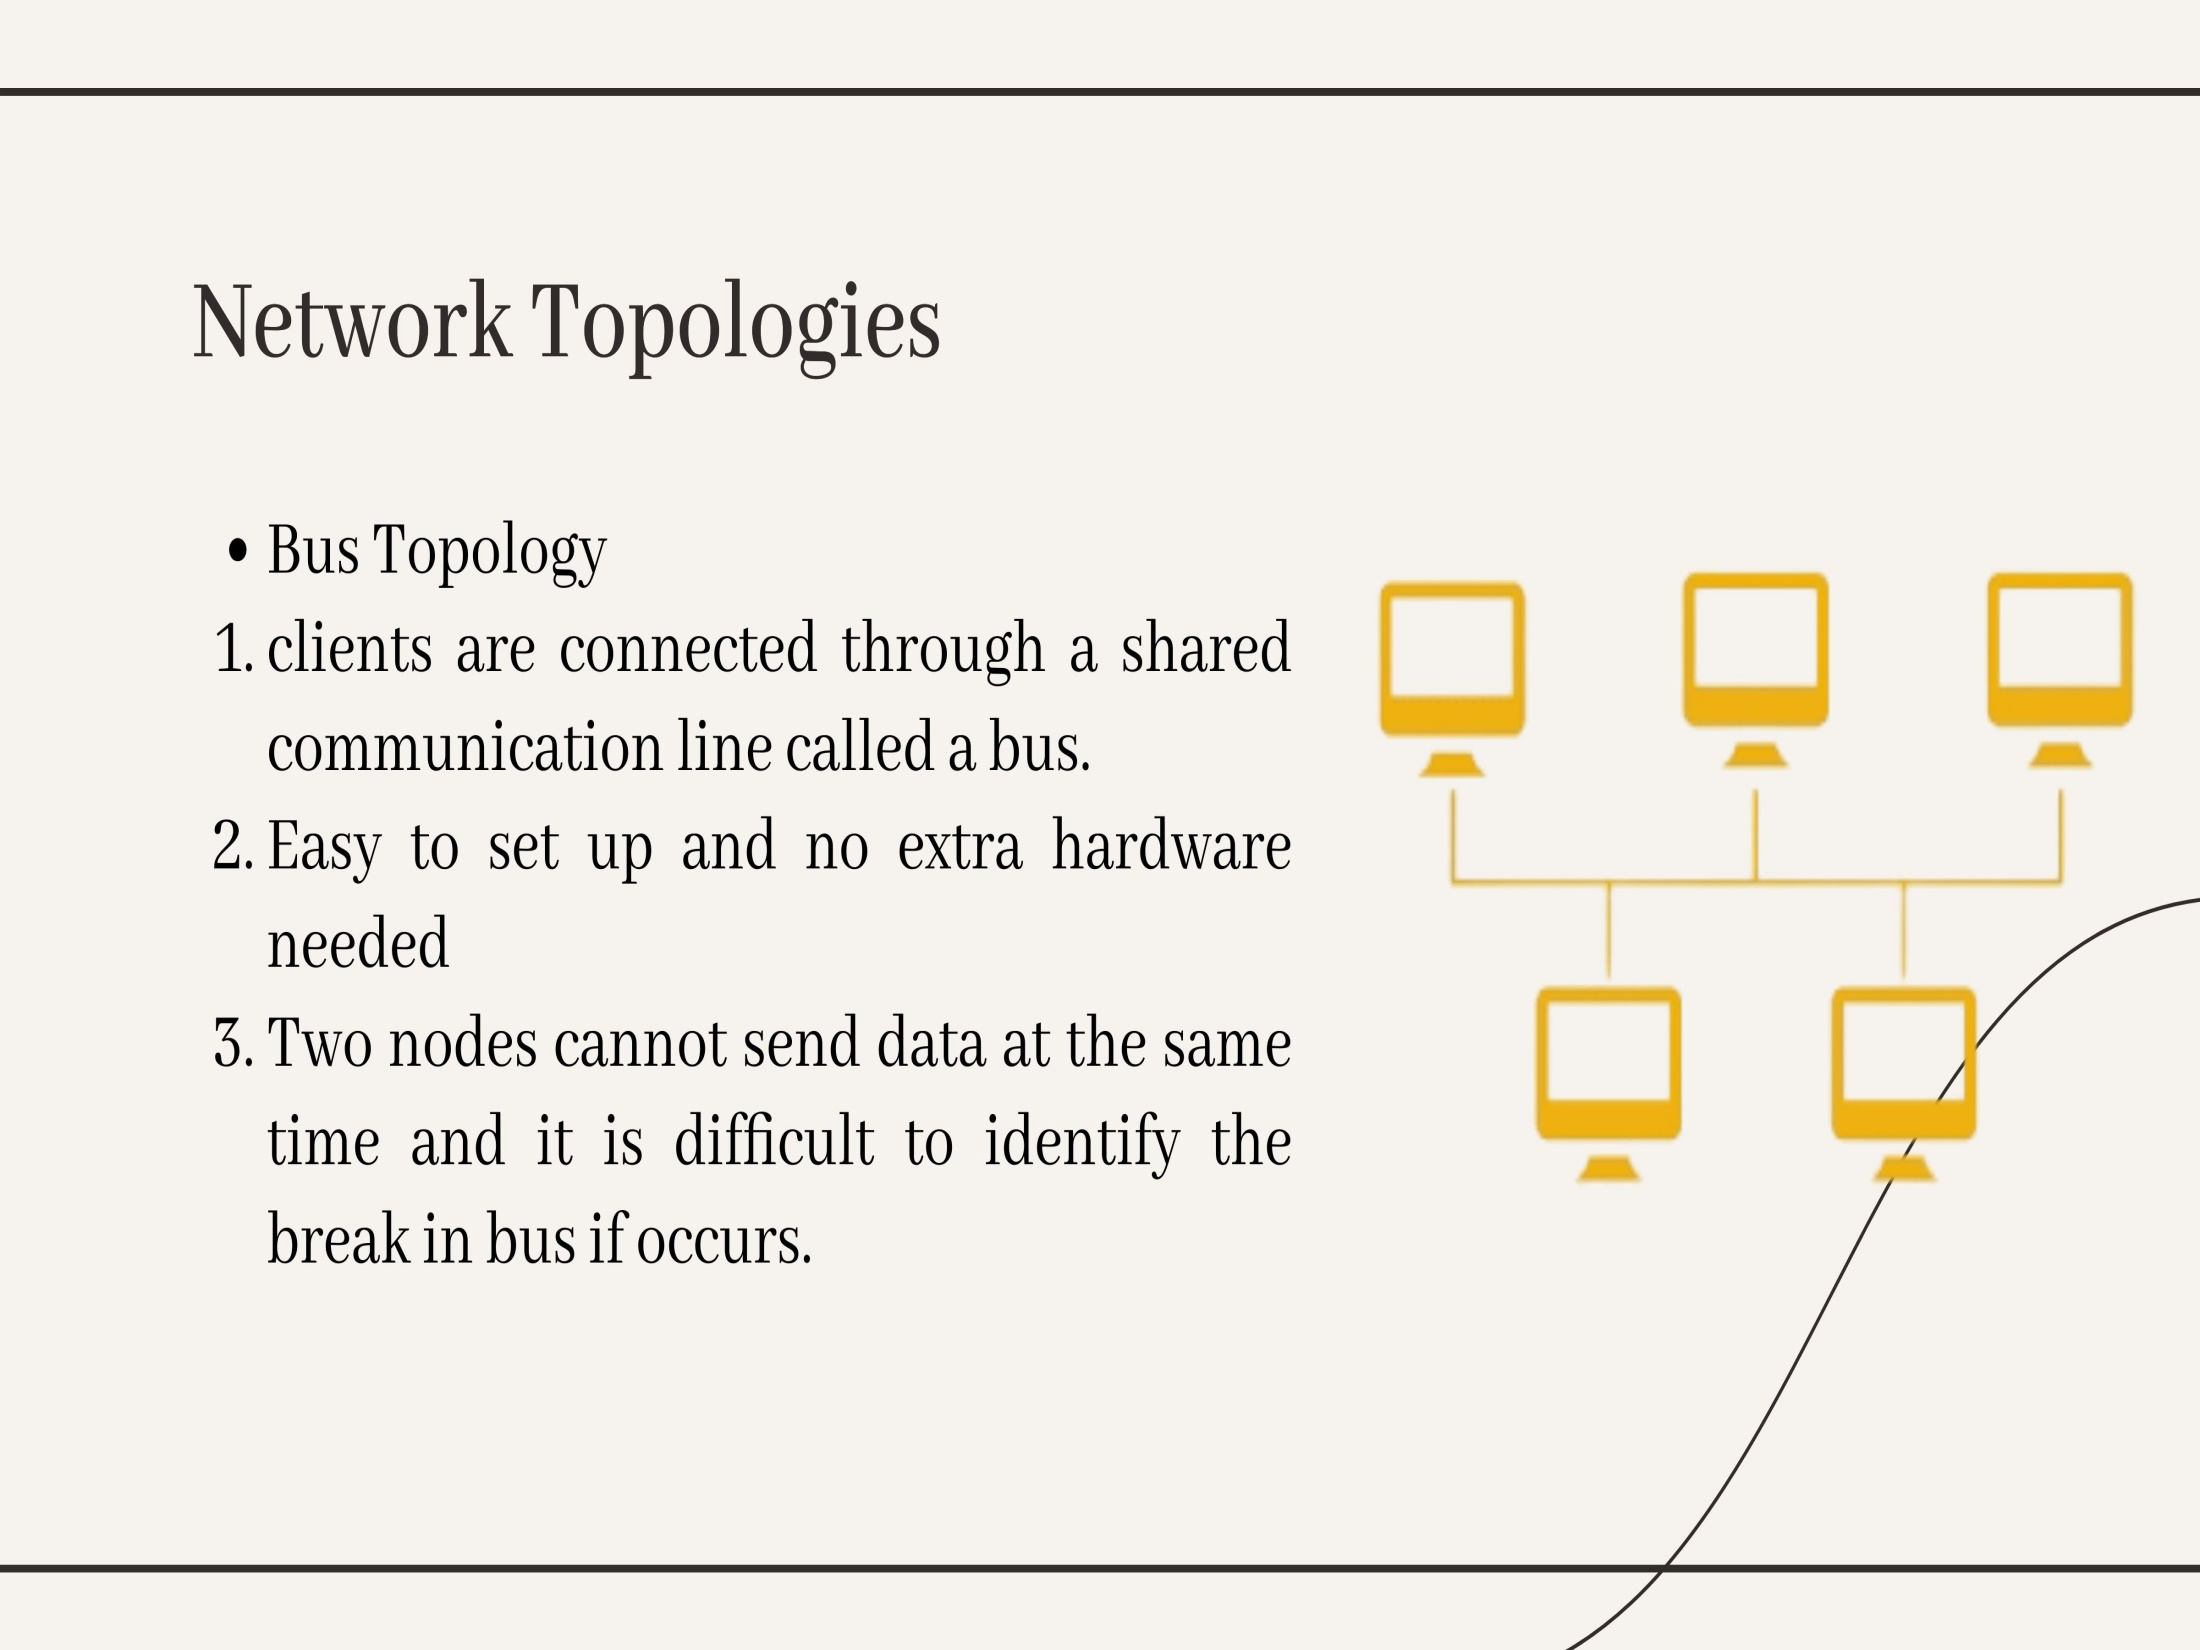 Network Topologies
• Bus Topology
1. clients are connected through a shared
communication line called a bus.
2. Easy to set up and no extra hardware
needed
3. Two nodes cannot send data at the same
time and it is difficult to identify the
break in bus if occurs.